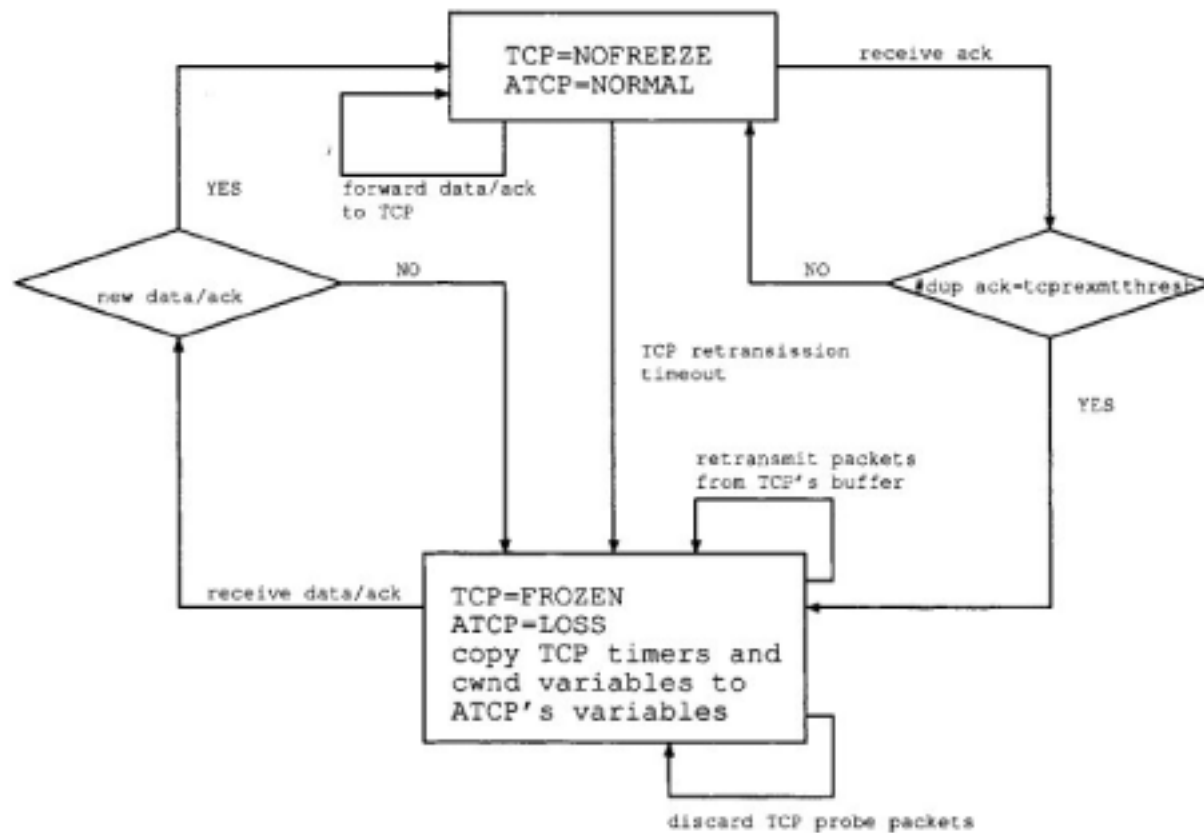 TCP=NOFREEZE
ATCP=NORMAL
receive ack
forward data/ack
to TCP
YES
NO
NO
new data/ack
#dup ack=tcprexmtthresh
TCP retransission
timeout
YES
retransmit packets
from TCP's buffer
receive data/ack
TCP=FROZEN
ATCP=LOSS
copy TCP timers and
cwnd variables to
ATCP's variables
discard TCP probe packets